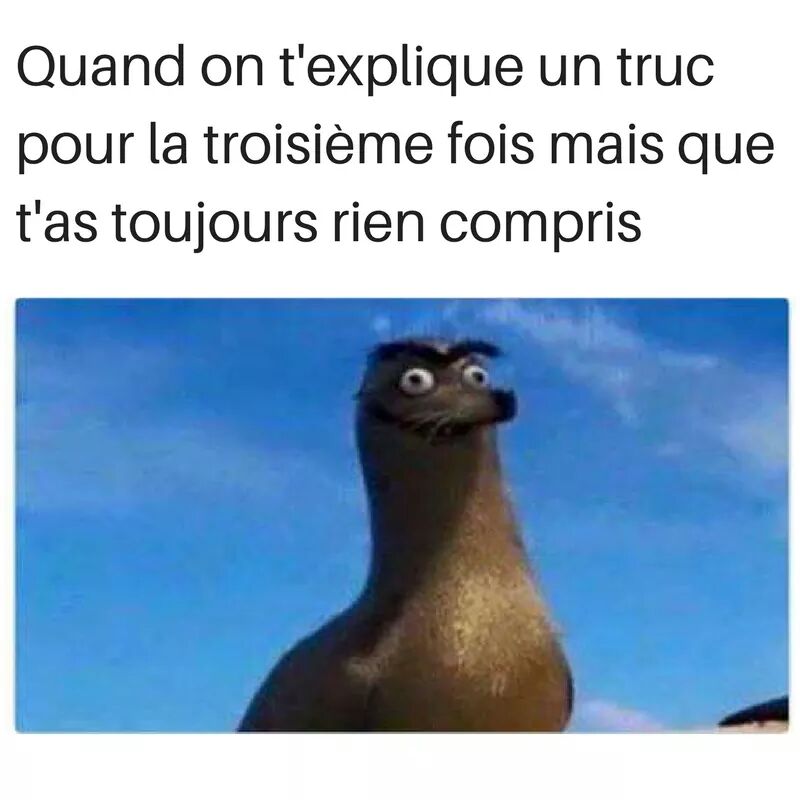 Quand on t'explique un truc
pour la troisième fois mais que
t'as toujours rien compris